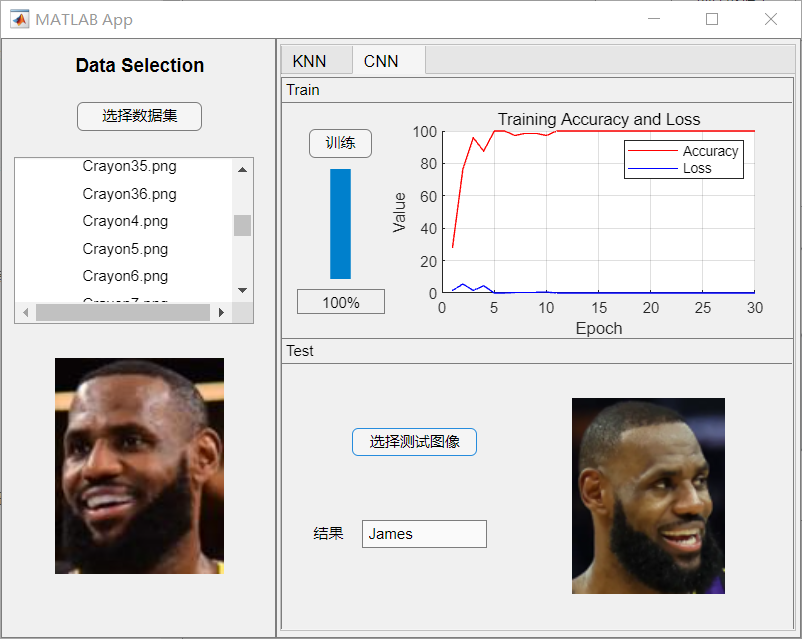 MATLAB App
Data Selection
选择数据集
Crayon35.png
Crayon36.png
Crayon4.png
Crayon5.png
Crayon6.png
Crayon7.png
KNN
CNN
Train
训练
100%
Training Accuracy and Loss
Accuracy
Loss
Value
100
80
60
40
20
0
0 5 10 15 20 25 30
Epoch
Test
选择测试图像
结果
James